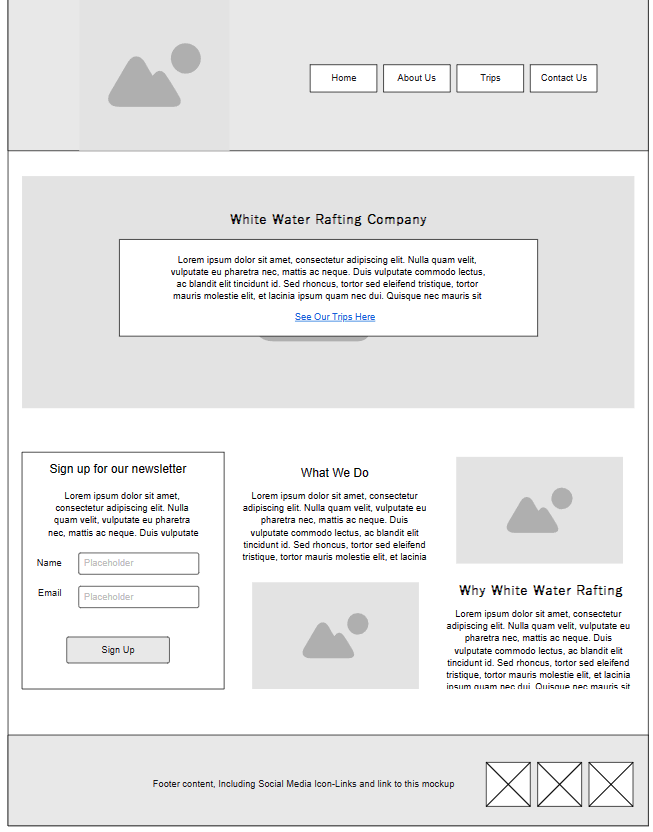 Home
About Us
Trips
Contact Us
White Water Rafting Company
Lorem ipsum dolor sit amet, consectetur adipiscing elit. Nulla quam velit,
vulputate eu pharetra nec, mattis ac neque. Duis vulputate commodo lectus,
ac blandit elit tincidunt id. Sed rhoncus, tortor sed eleifend tristique, tortor
mauris molestie elit, et lacinia ipsum quam nec dui. Quisque nec mauris sit
See Our Trips Here
Sign up for our newsletter
Lorem ipsum dolor sit amet,
consectetur adipiscing elit. Nulla
quam velit, vulputate eu pharetra
nec, mattis ac neque. Duis vulputate
Name
Placeholder
Email
Placeholder
Sign Up
What We Do
Lorem ipsum dolor sit amet, consectetur
adipiscing elit. Nulla quam velit, vulputate eu
pharetra nec, mattis ac neque. Duis
vulputate commodo lectus, ac blandit elit
tincidunt id. Sed rhoncus, tortor sed eleifend
tristique, tortor mauris molestie elit, et lacinia
Why White Water Rafting
Lorem ipsum dolor sit amet, consectetur
adipiscing elit. Nulla quam velit, vulputate eu
pharetra nec, mattis ac neque. Duis
vulputate commodo lectus, ac blandit elit
tincidunt id. Sed rhoncus, tortor sed eleifend
tristique, tortor mauris molestie elit, et lacinia
ipsum quam nec dui. Quisque nec mauris sit
Footer content, Including Social Media Icon-Links and link to this mockup